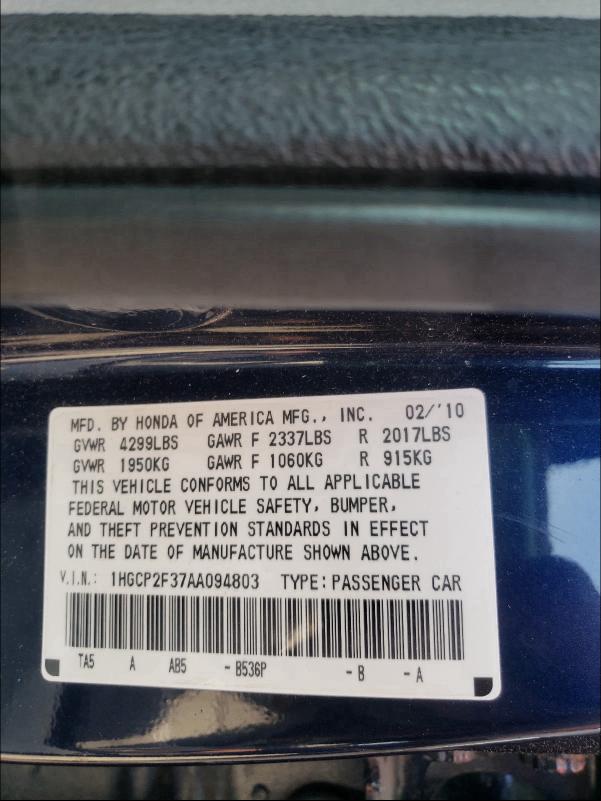 MFD. BY HONDA OF AMERICA MFG., INC. 02/'10
GVWR 4299LBS GAWR F 2337LBS R 2017LBS
GVWR 1950KG GAWR F 1060KG R 915KG
THIS VEHICLE CONFORMS TO ALL APPLICABLE
FEDERAL MOTOR VEHICLE SAFETY, BUMPER,
AND THEFT PREVENTION STANDARDS IN EFFECT
ON THE DATE OF MANUFACTURE SHOWN ABOVE.
V.I.N.: 1HGCP2F37AA094803 TYPE: PASSENGER CAR
TA5 A AB5 - B536P - B - A